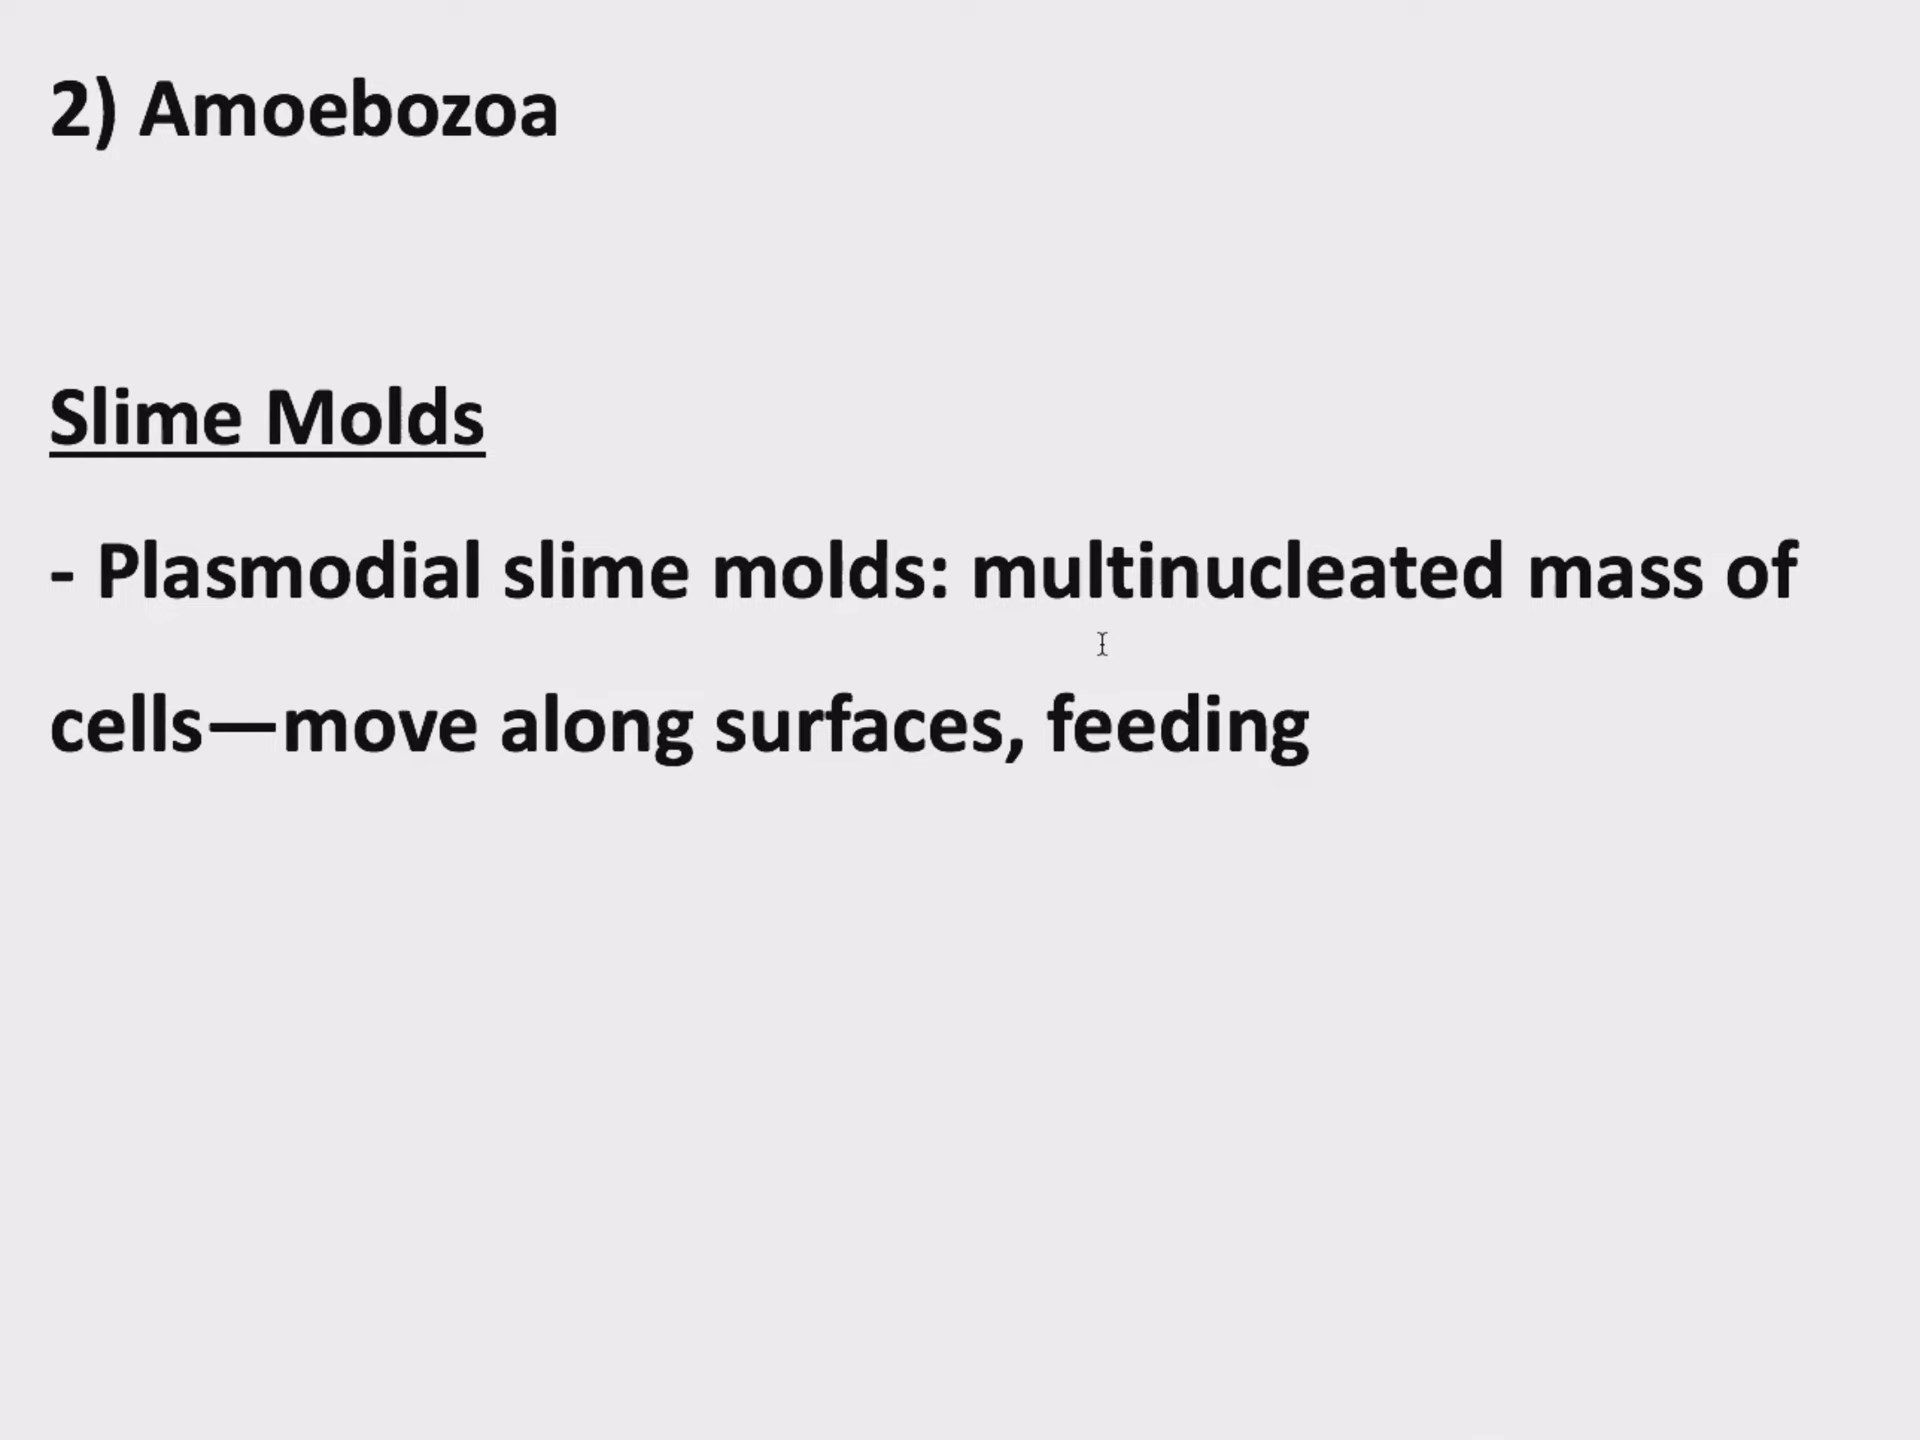 2) Amoebozoa
Slime Molds
- Plasmodial slime molds: multinucleated mass of
cells—move along surfaces, feeding